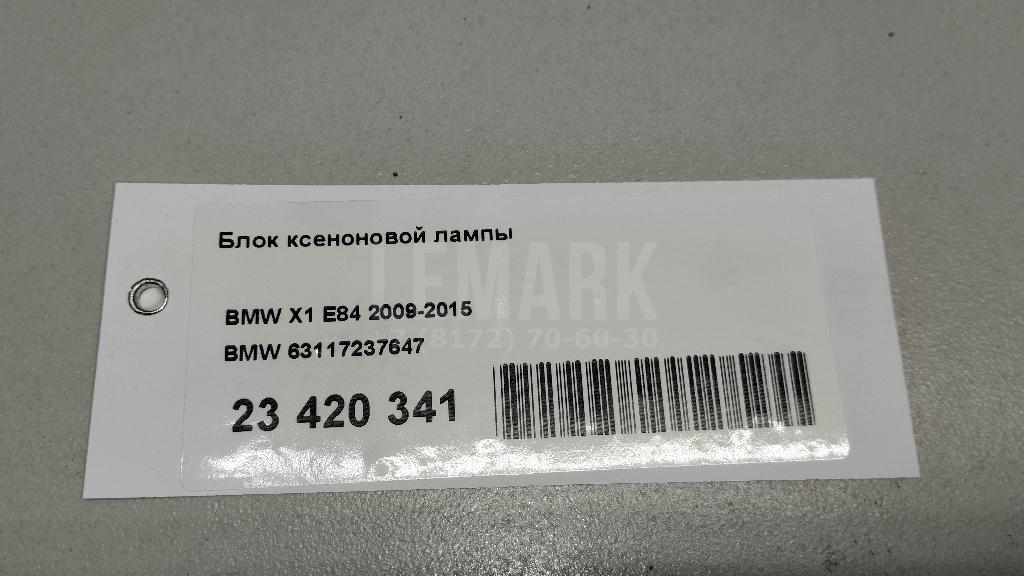 Блок ксеноновой лампы
LEMARK
BMW X1 E84 2009-2015
+7 (8172) 70-60-30
BMW 63117237647
23 420 341